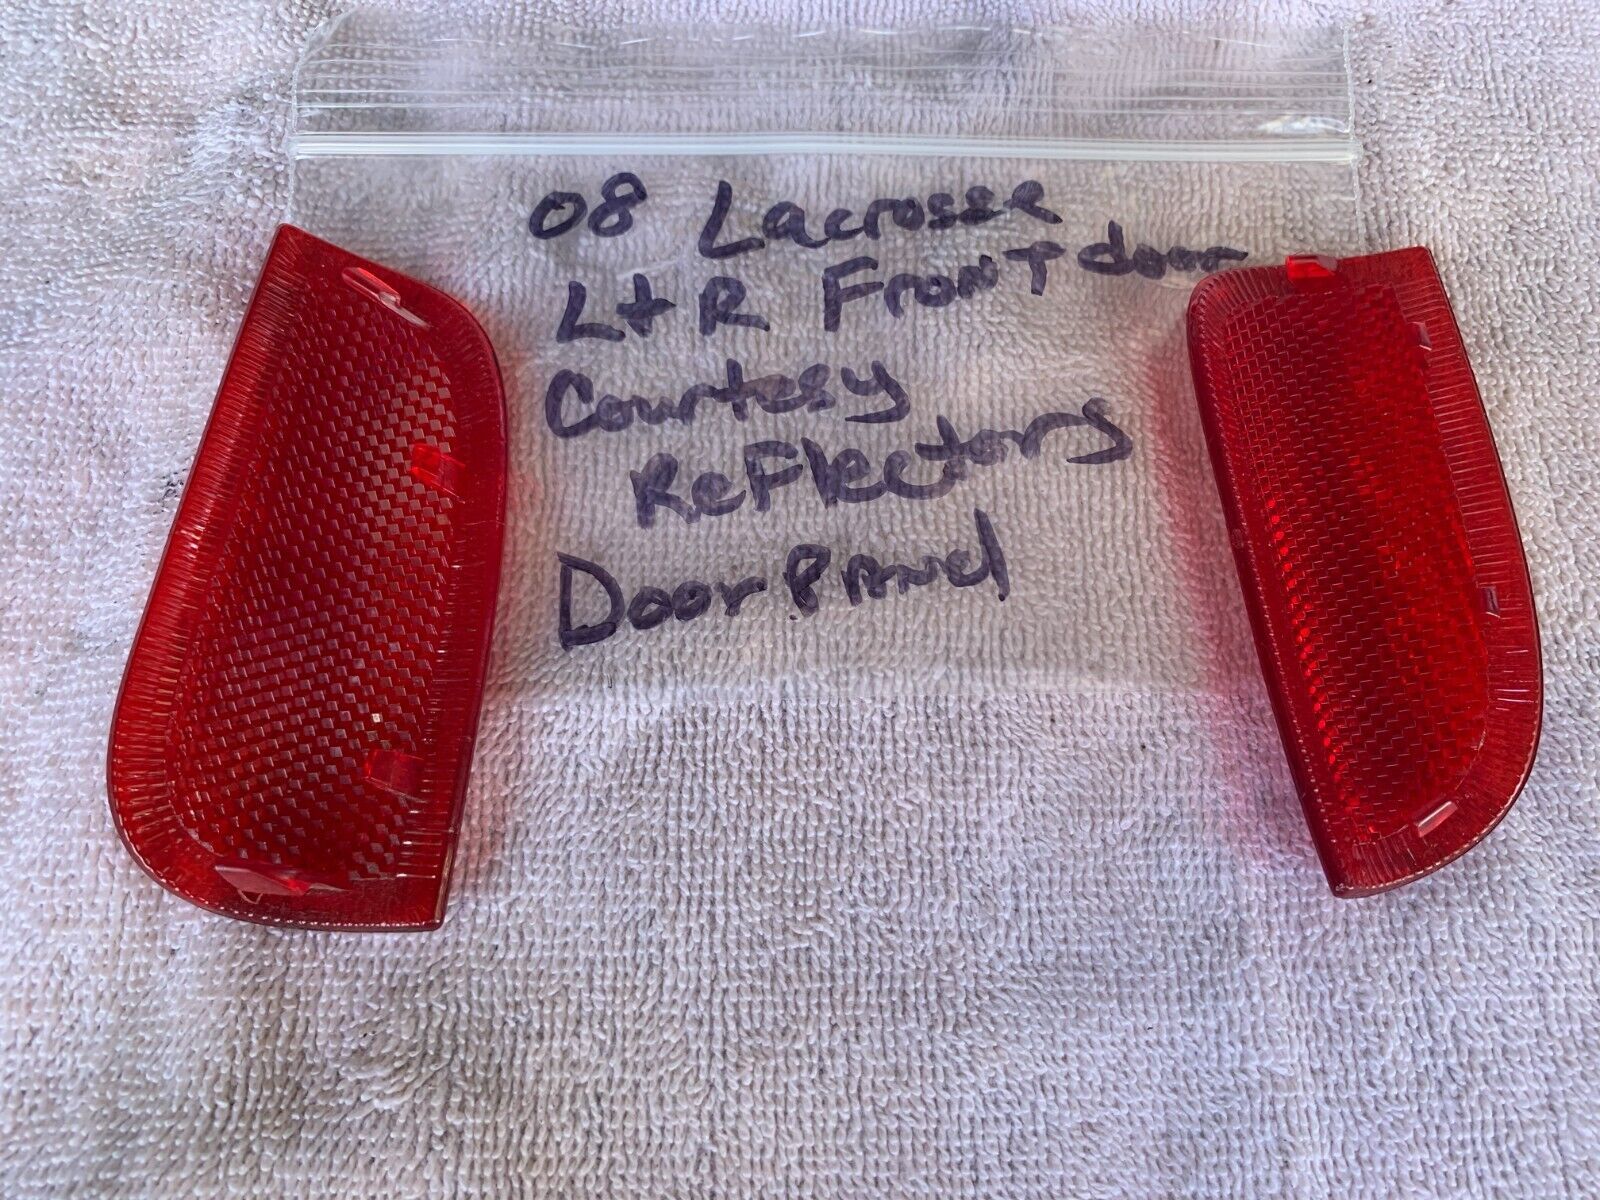 08 Lacrosse
L+R Front door
Courtesy
Reflectors
Door Panel